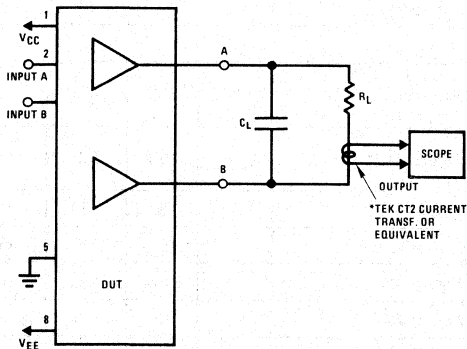 1
VCC
2
INPUT A
INPUT B
5
8
VEE
DUT
A
B
CL
RL
SCOPE
OUTPUT
*TEK CT2 CURRENT
TRANSF. OR
EQUIVALENT